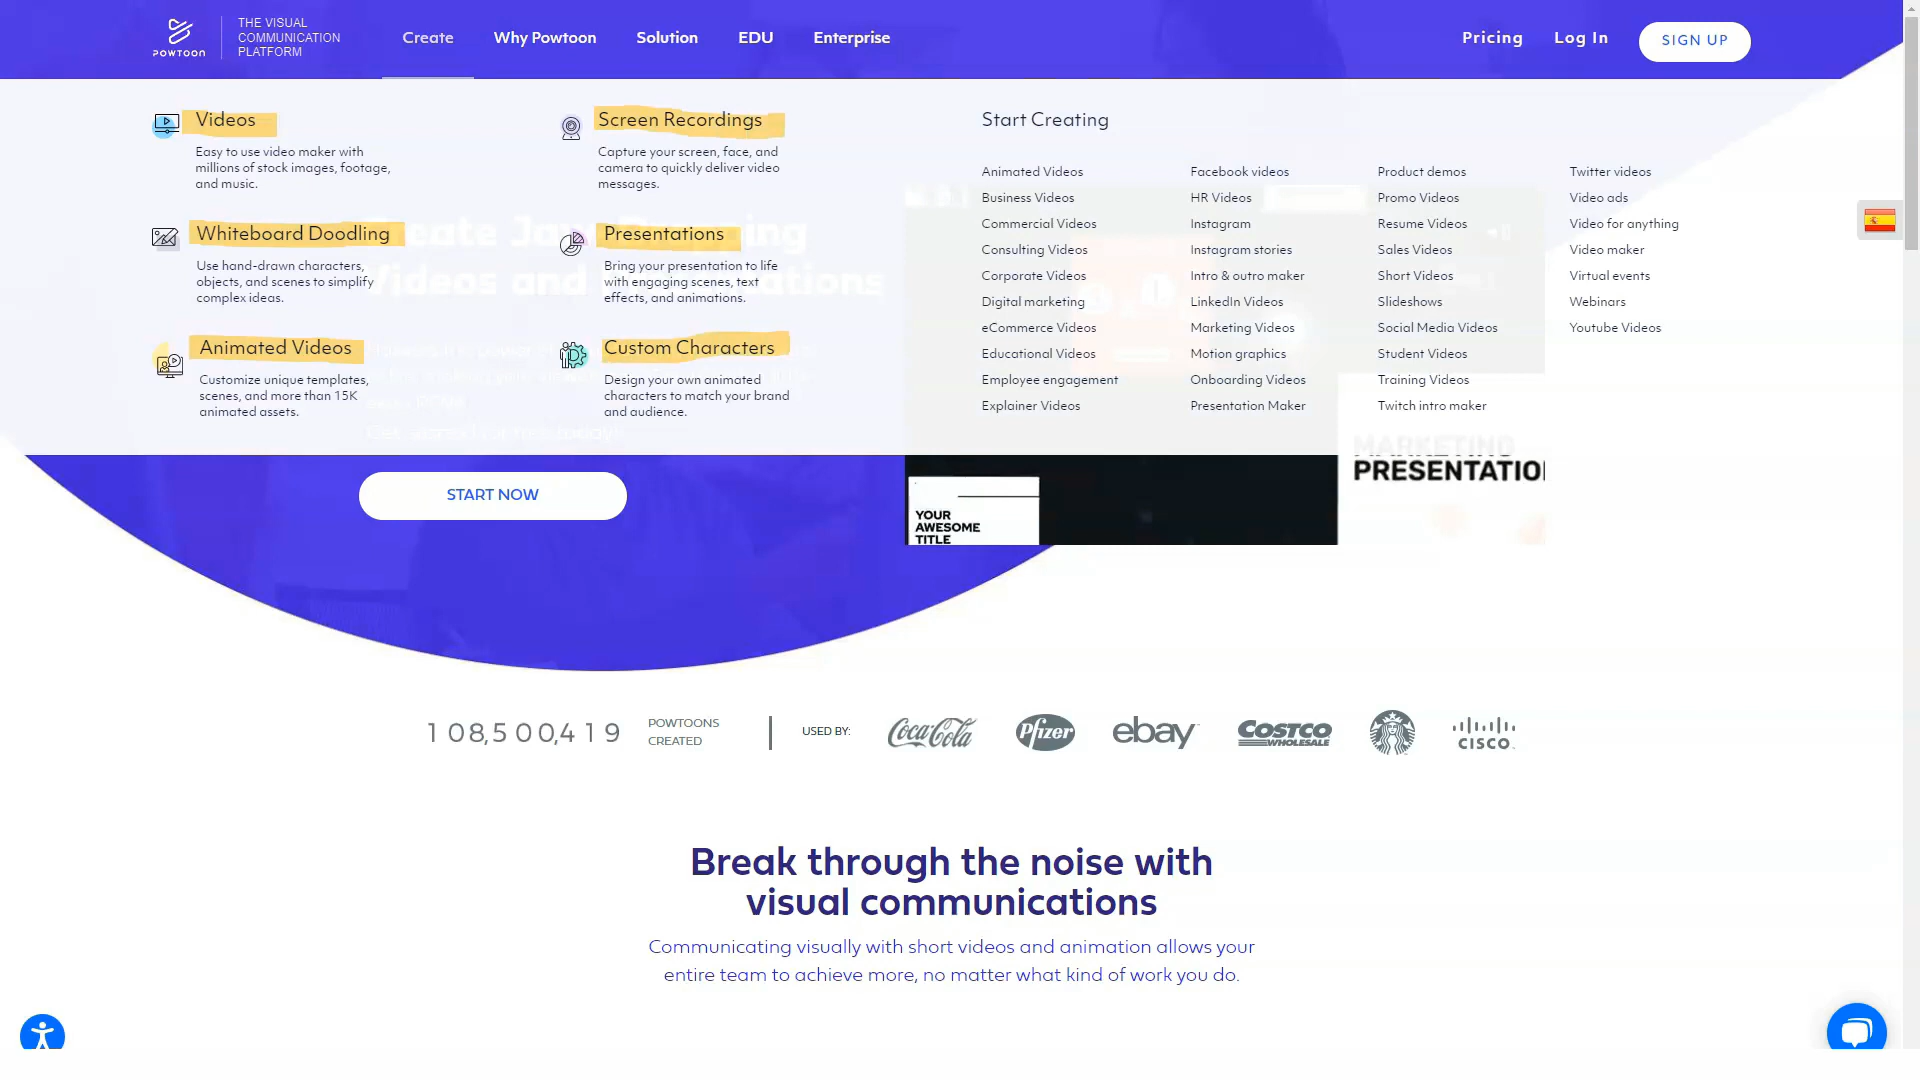 POWTOON
THE VISUAL
COMMUNICATION
PLATFORM
Create
Why Powtoon
Solution
EDU
Enterprise
Pricing
Log In
SIGN UP
Videos
Easy to use video maker with
millions of stock images, footage,
and music.
Screen Recordings
Capture your screen, face, and
camera to quickly deliver video
messages.
Whiteboard Doodling
Use hand-drawn characters,
objects, and scenes to simplify
complex ideas.
Presentations
Bring your presentation to life
with engaging scenes, text
effects, and animations.
Animated Videos
Customize unique templates,
scenes, and more than 15K
animated assets.
Custom Characters
Design your own animated
characters to match your brand
and audience.
Start Creating
Animated Videos
Business Videos
Commercial Videos
Consulting Videos
Corporate Videos
Digital marketing
eCommerce Videos
Educational Videos
Employee engagement
Explainer Videos
Facebook videos
HR Videos
Instagram
Instagram stories
Intro & outro maker
LinkedIn Videos
Marketing Videos
Motion graphics
Onboarding Videos
Presentation Maker
Product demos
Promo Videos
Resume Videos
Sales Videos
Short Videos
Slideshows
Social Media Videos
Student Videos
Training Videos
Twitch intro maker
Twitter videos
Video ads
Video for anything
Video maker
Virtual events
Webinars
Youtube Videos
START NOW
YOUR
AWESOME
TITLE
MARKETING
PRESENTATIO
108,500,419
POWTOONS
CREATED
USED BY:
Coca-Cola
Pfizer
ebay
COSTCO
WHOLESALE
CISCO
Break through the noise with
visual communications
Communicating visually with short videos and animation allows your
entire team to achieve more, no matter what kind of work you do.